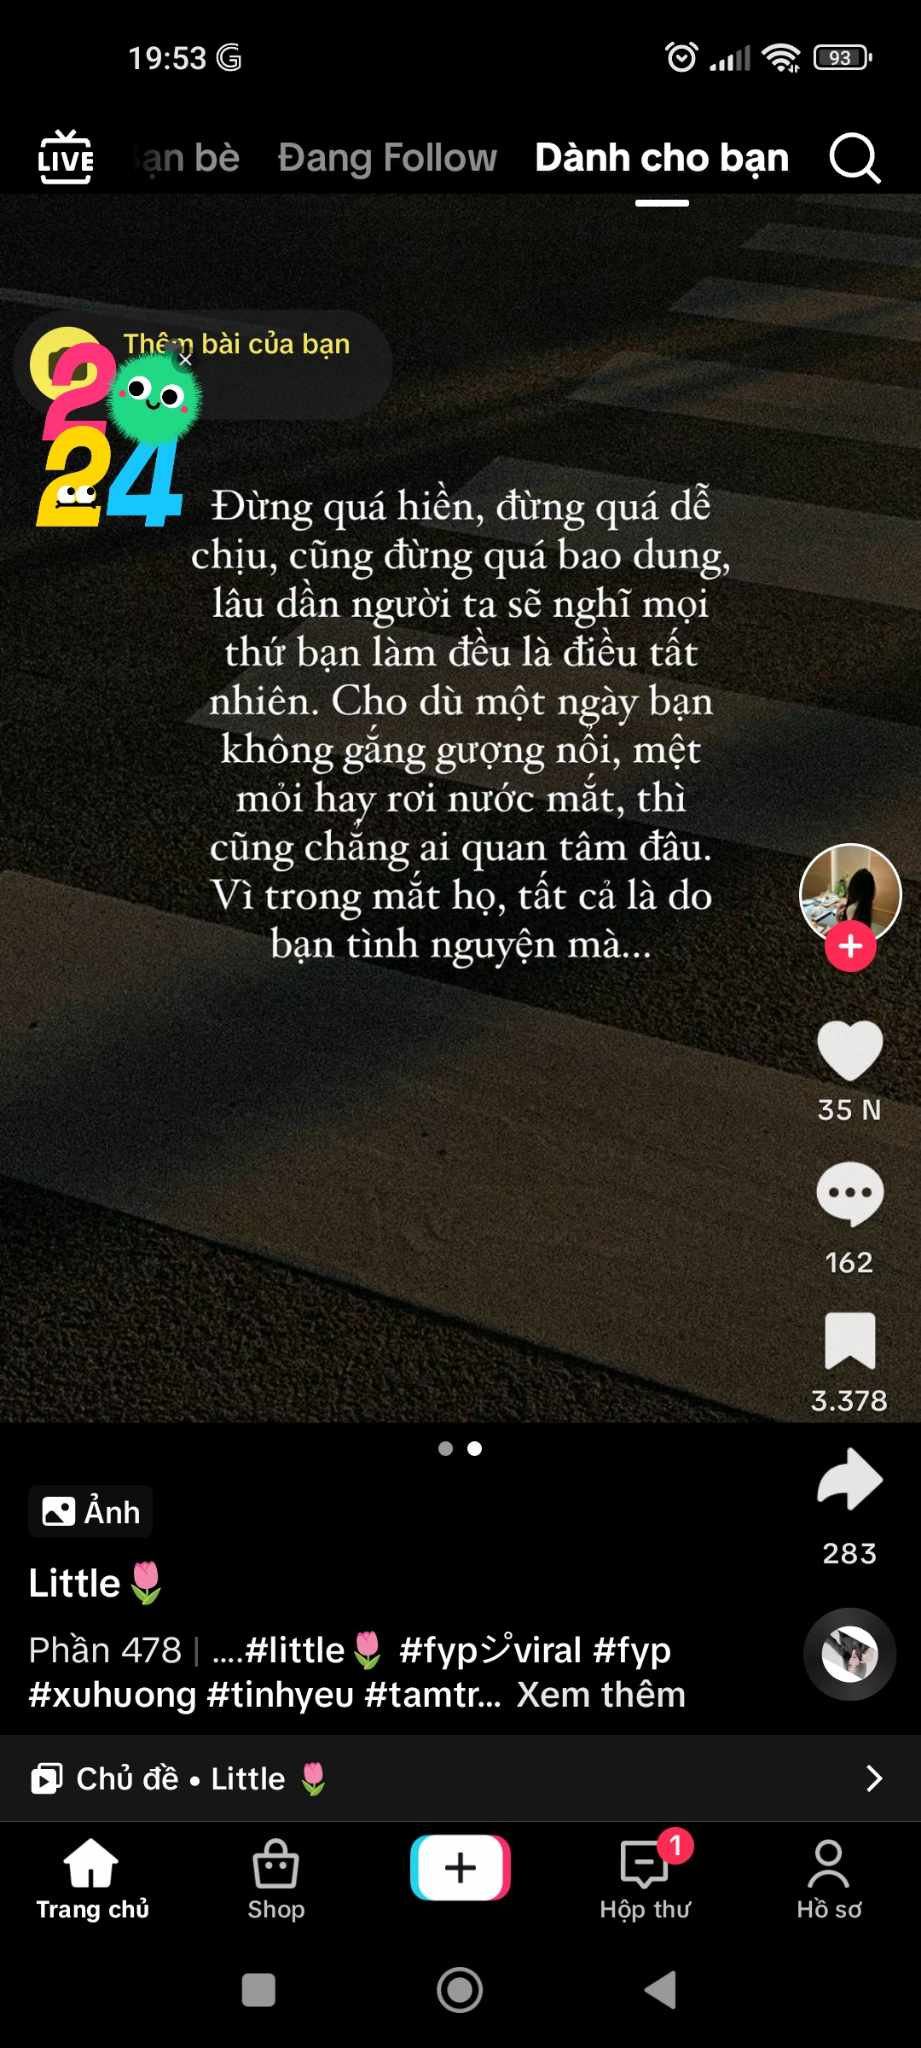 19:53 G
93
LIVE
ạn bè Đang Follow Dành cho bạn
Thêm bài của bạn
2024
Đừng quá hiền, đừng quá dễ
chịu, cũng đừng quá bao dung,
lâu dần người ta sẽ nghĩ mọi
thứ bạn làm đều là điều tất
nhiên. Cho dù một ngày bạn
không gắng gượng nổi, mệt
mỏi hay rơi nước mắt, thì
cũng chẳng ai quan tâm đâu.
Vì trong mắt họ, tất cả là do
bạn tình nguyện mà...
35 N
162
3.378
283
Ảnh
Little🌷
Phần 478 | ....#little🌷 #fypシviral #fyp
#xuhuong #tinhyeu #tamtr... Xem thêm
Chủ đề • Little 🌷
1
Trang chủ Shop Hộp thư Hồ sơ